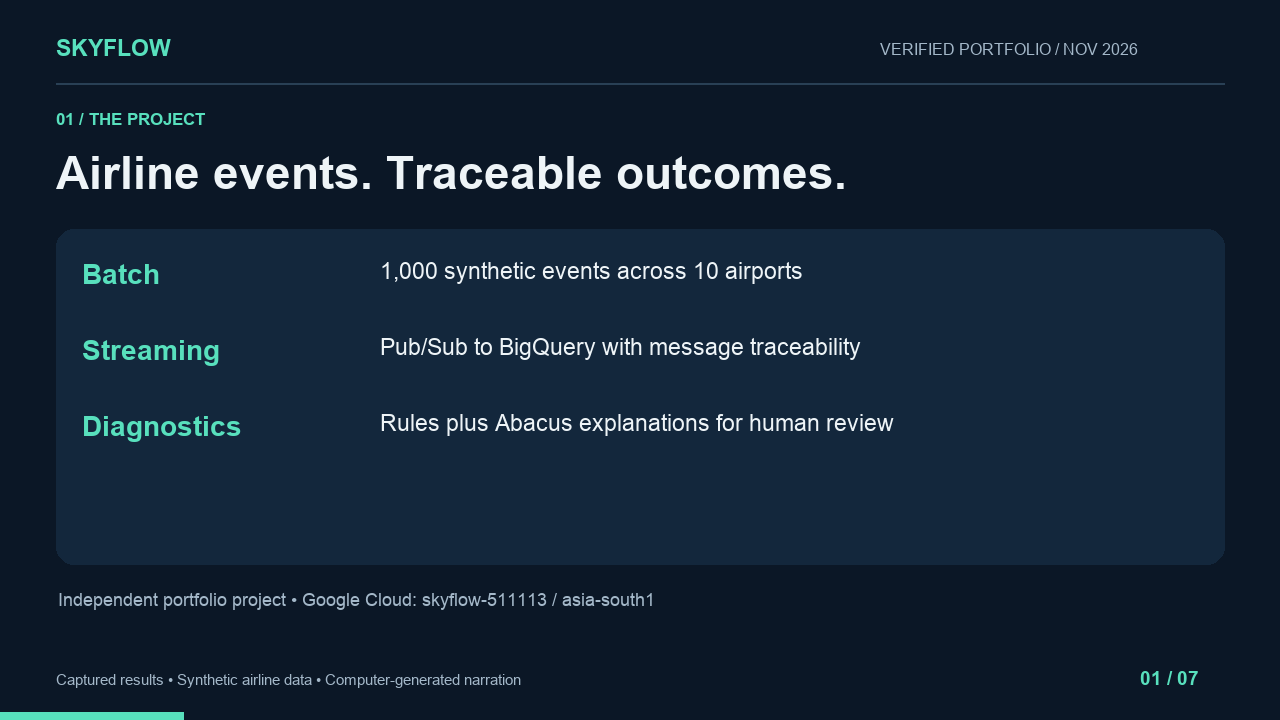 SKYFLOW
VERIFIED PORTFOLIO / NOV 2026
01 / THE PROJECT
Airline events. Traceable outcomes.
Batch
1,000 synthetic events across 10 airports
Streaming
Pub/Sub to BigQuery with message traceability
Diagnostics
Rules plus Abacus explanations for human review
Independent portfolio project • Google Cloud: skyflow-511113 / asia-south1
Captured results • Synthetic airline data • Computer-generated narration
01 / 07